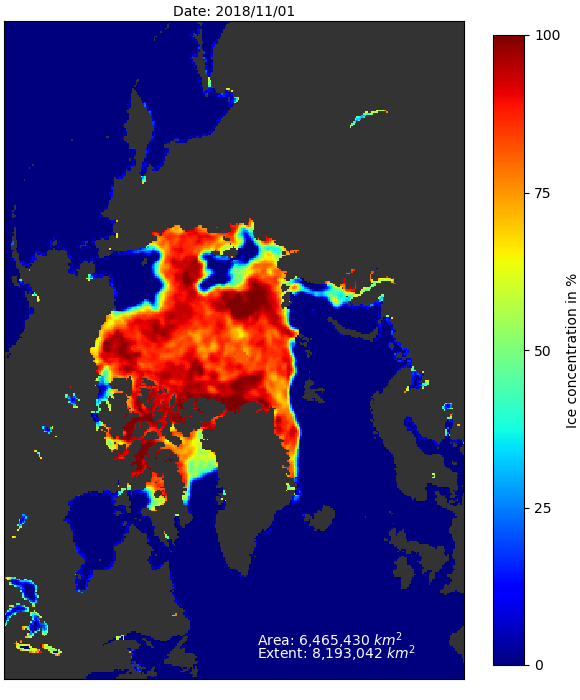 Date: 2018/11/01
100
75
50
25
0
Ice concentration in %
Area: 6,465,430 km²
Extent: 8,193,042 km²